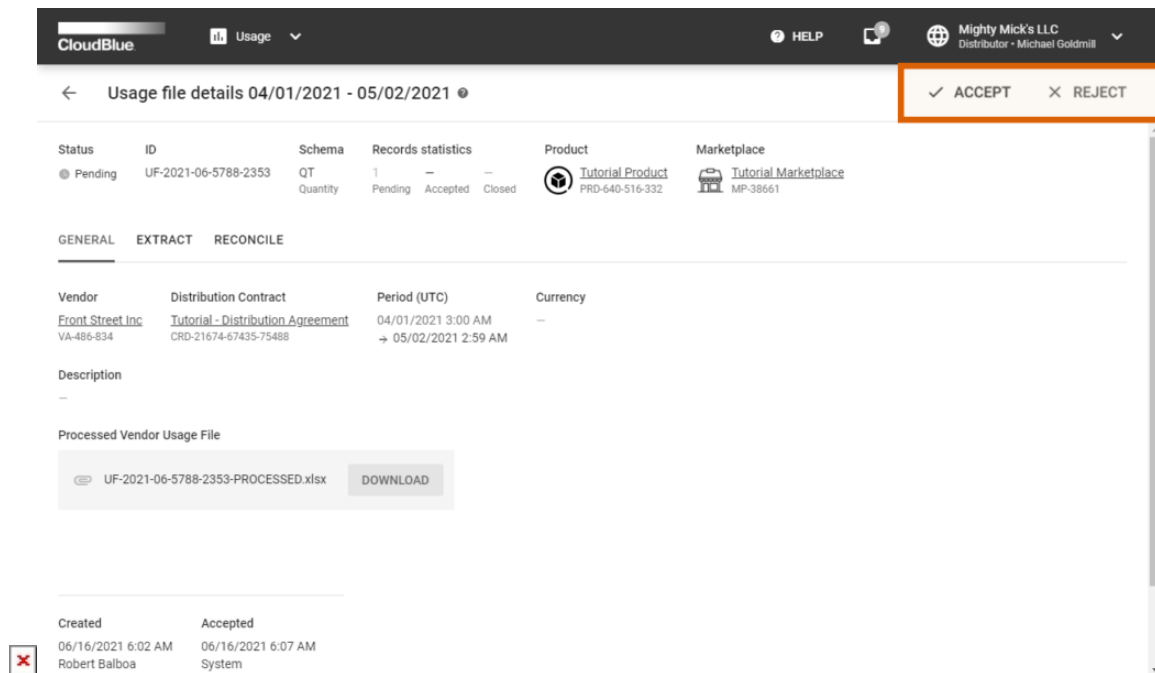 CloudBlue
Usage
HELP
9
Mighty Mick's LLC
Distributor • Michael Goldmill
Usage file details 04/01/2021 - 05/02/2021
ACCEPT
REJECT
Status
ID
Schema
Records statistics
Product
Marketplace
Pending
UF-2021-06-5788-2353
QT
Quantity
1
–
–
Pending
Accepted
Closed
Tutorial Product
PRD-640-516-332
Tutorial Marketplace
MP-38661
GENERAL
EXTRACT
RECONCILE
Vendor
Distribution Contract
Period (UTC)
Currency
Front Street Inc
VA-486-834
Tutorial - Distribution Agreement
CRD-21674-67435-75488
04/01/2021 3:00 AM
→ 05/02/2021 2:59 AM
–
Description
–
Processed Vendor Usage File
UF-2021-06-5788-2353-PROCESSED.xlsx
DOWNLOAD
Created
Accepted
06/16/2021 6:02 AM
06/16/2021 6:07 AM
Robert Balboa
System